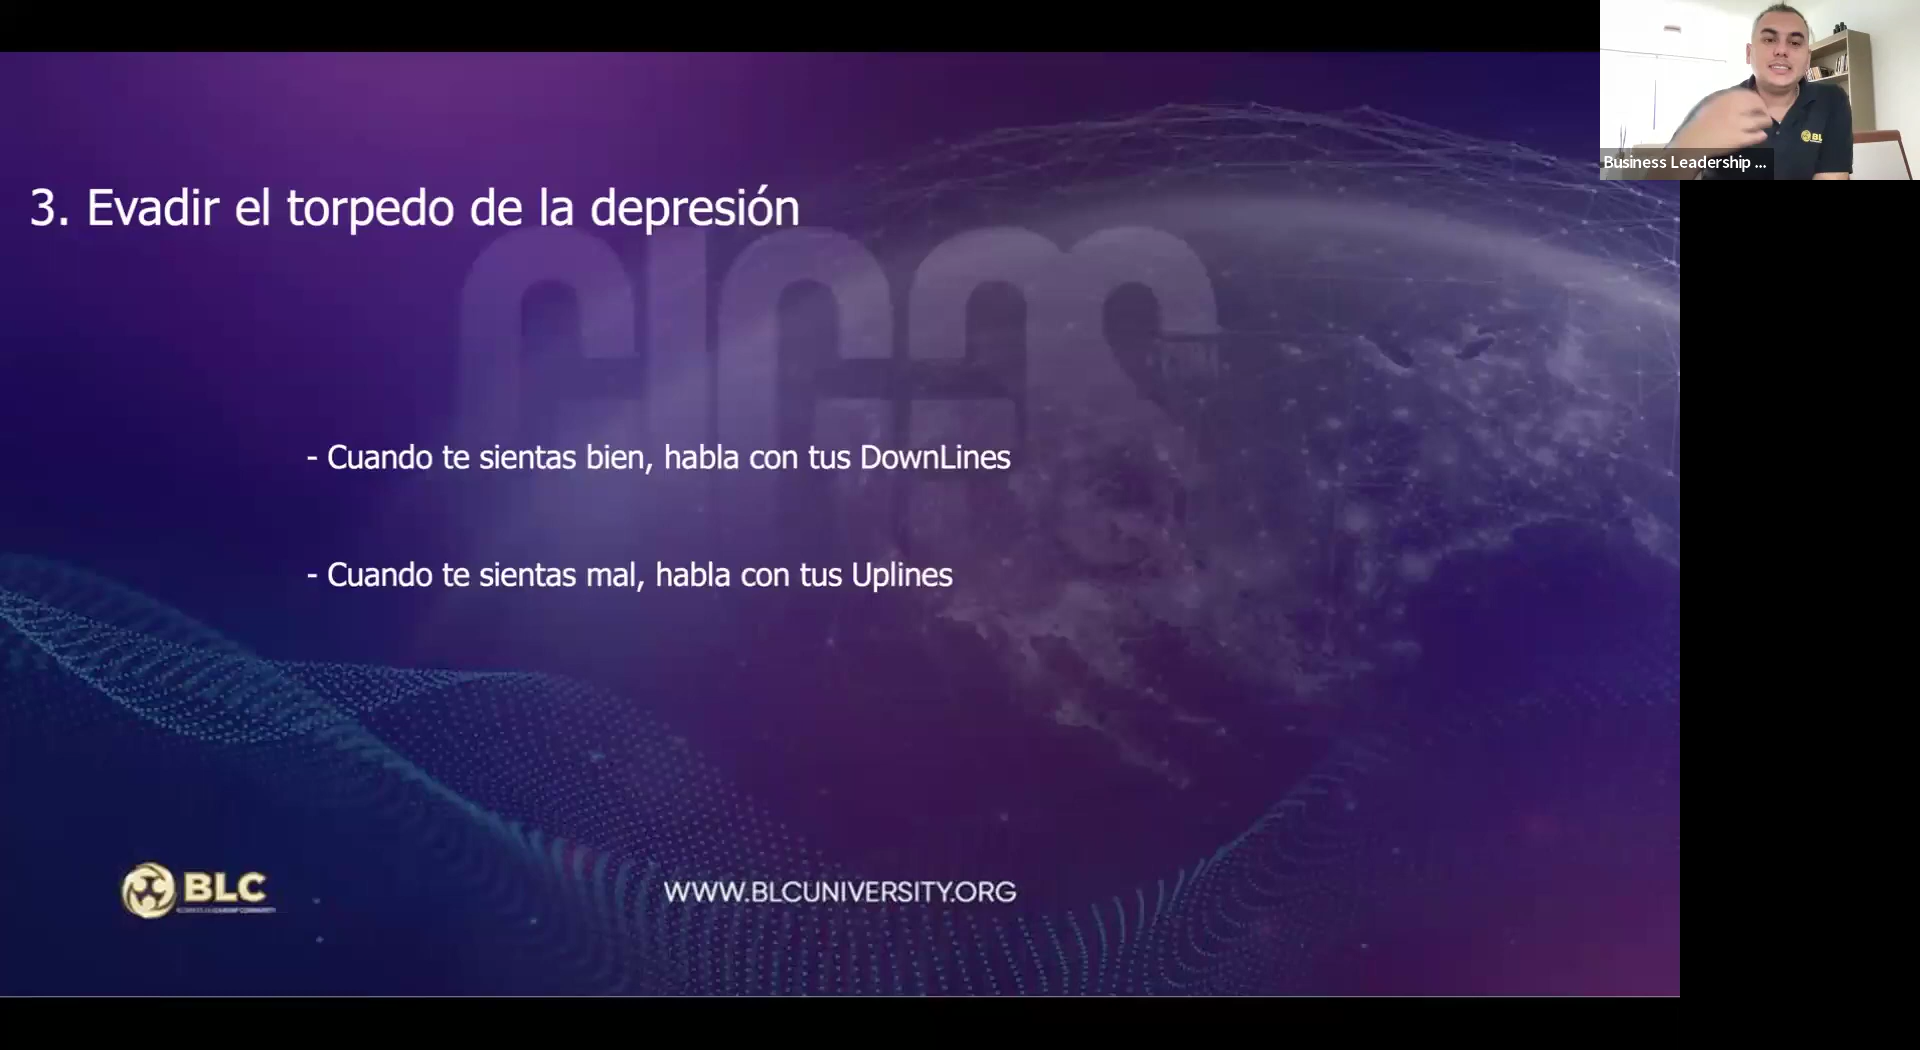 Business Leadership ...
3. Evadir el torpedo de la depresión
- Cuando te sientas bien, habla con tus DownLines
- Cuando te sientas mal, habla con tus Uplines
BLC
WWW.BLCUNIVERSITY.ORG